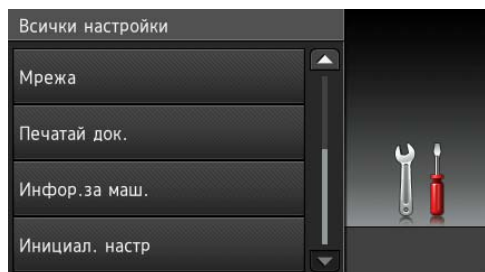 Всички настройки
Мрежа
Печатай док.
Инфор.за маш.
Инициал. настр